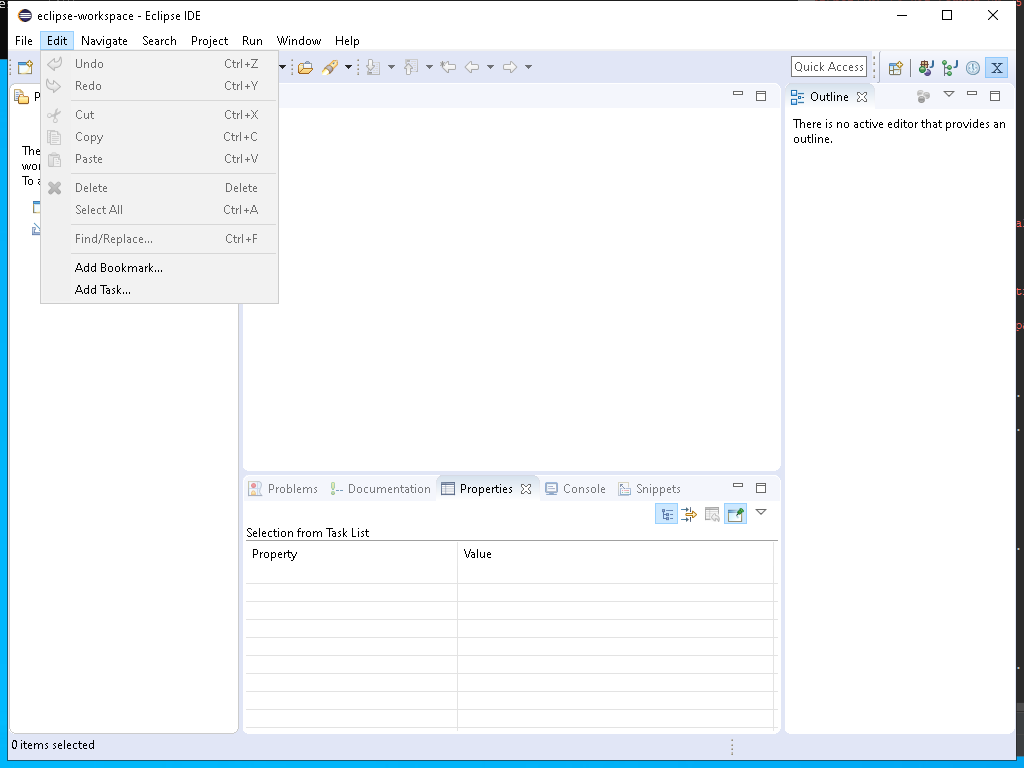 eclipse-workspace - Eclipse IDE
File Edit Navigate Search Project Run Window Help
Undo Ctrl+Z
Redo Ctrl+Y
Cut Ctrl+X
Copy Ctrl+C
Paste Ctrl+V
Delete Delete
Select All Ctrl+A
Find/Replace... Ctrl+F
Add Bookmark...
Add Task...
Quick Access
Outline
There is no active editor that provides an
outline.
To
Problems Documentation Properties Console Snippets
Selection from Task List
Property Value
0 items selected